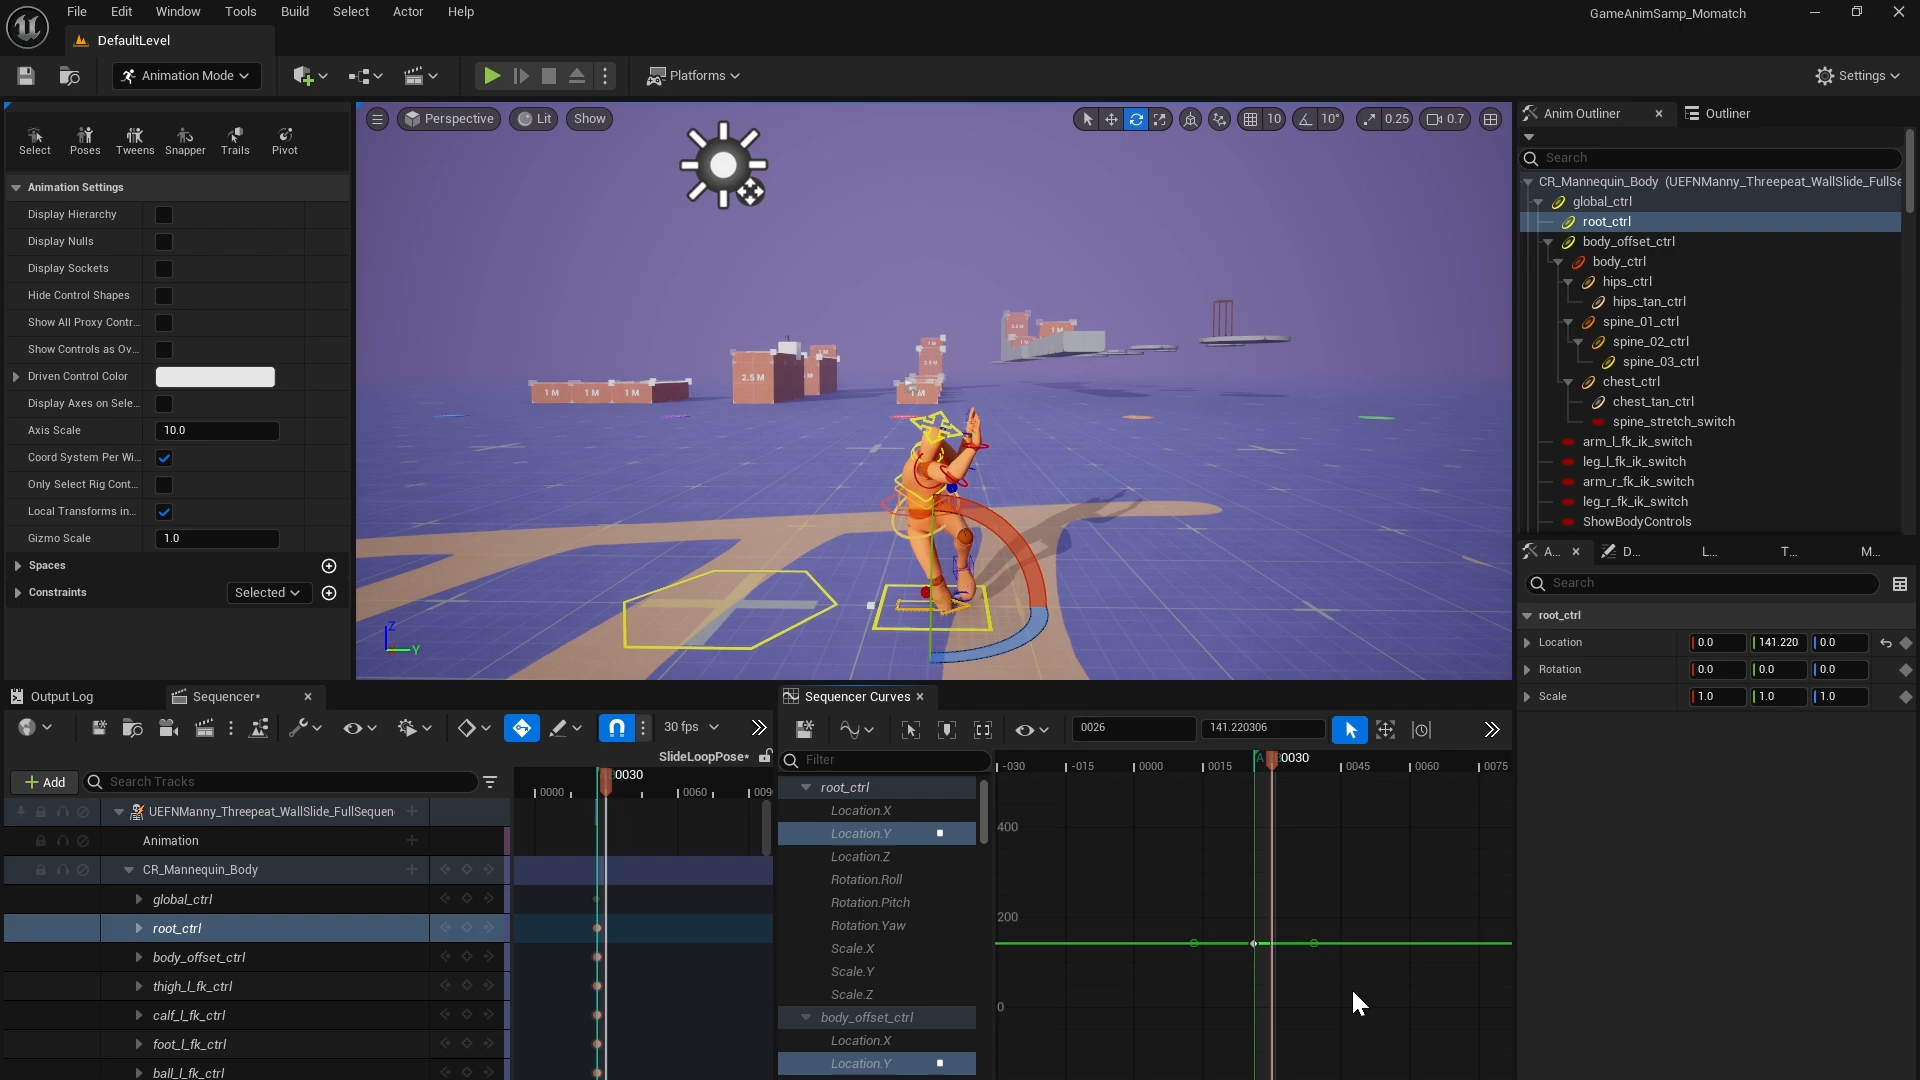 File Edit Window Tools Build Select Actor Help
GameAnimSamp_Momatch
DefaultLevel
Animation Mode
Platforms
Settings
Select Poses Tweens Snapper Trails Pivot
Animation Settings
Display Hierarchy
Display Nulls
Display Sockets
Hide Control Shapes
Show All Proxy Contr...
Show Controls as Ov...
Driven Control Color
Display Axes on Sele...
Axis Scale 10.0
Coord System Per Wi...
Only Select Rig Cont...
Local Transforms in...
Gizmo Scale 1.0
Spaces
Constraints Selected
Perspective Lit Show
10 10° 0.25 0.7
1 M 1 M 1 M 2.5 M 1 M
Z
Y
Anim Outliner Outliner
Search
CR_Mannequin_Body (UEFNManny_Threepeat_WallSlide_FullSe
global_ctrl
root_ctrl
body_offset_ctrl
body_ctrl
hips_ctrl
hips_tan_ctrl
spine_01_ctrl
spine_02_ctrl
spine_03_ctrl
chest_ctrl
chest_tan_ctrl
spine_stretch_switch
arm_l_fk_ik_switch
leg_l_fk_ik_switch
arm_r_fk_ik_switch
leg_r_fk_ik_switch
ShowBodyControls
A... D... L... T... M...
Search
root_ctrl
Location 0.0 141.220 0.0
Rotation 0.0 0.0 0.0
Scale 1.0 1.0 1.0
Output Log Sequencer*
30 fps
SlideLoopPose*
Add Search Tracks
0030
0000 0060 009
UEFNManny_Threepeat_WallSlide_FullSequen
Animation
CR_Mannequin_Body
global_ctrl
root_ctrl
body_offset_ctrl
thigh_l_fk_ctrl
calf_l_fk_ctrl
foot_l_fk_ctrl
ball_l_fk_ctrl
Sequencer Curves
0026 141.220306
Filter
0030
-030 -015 0000 0015 0045 0060 0075
root_ctrl
Location.X
Location.Y
Location.Z
Rotation.Roll
Rotation.Pitch
Rotation.Yaw
Scale.X
Scale.Y
Scale.Z
body_offset_ctrl
Location.X
Location.Y
400
200
0